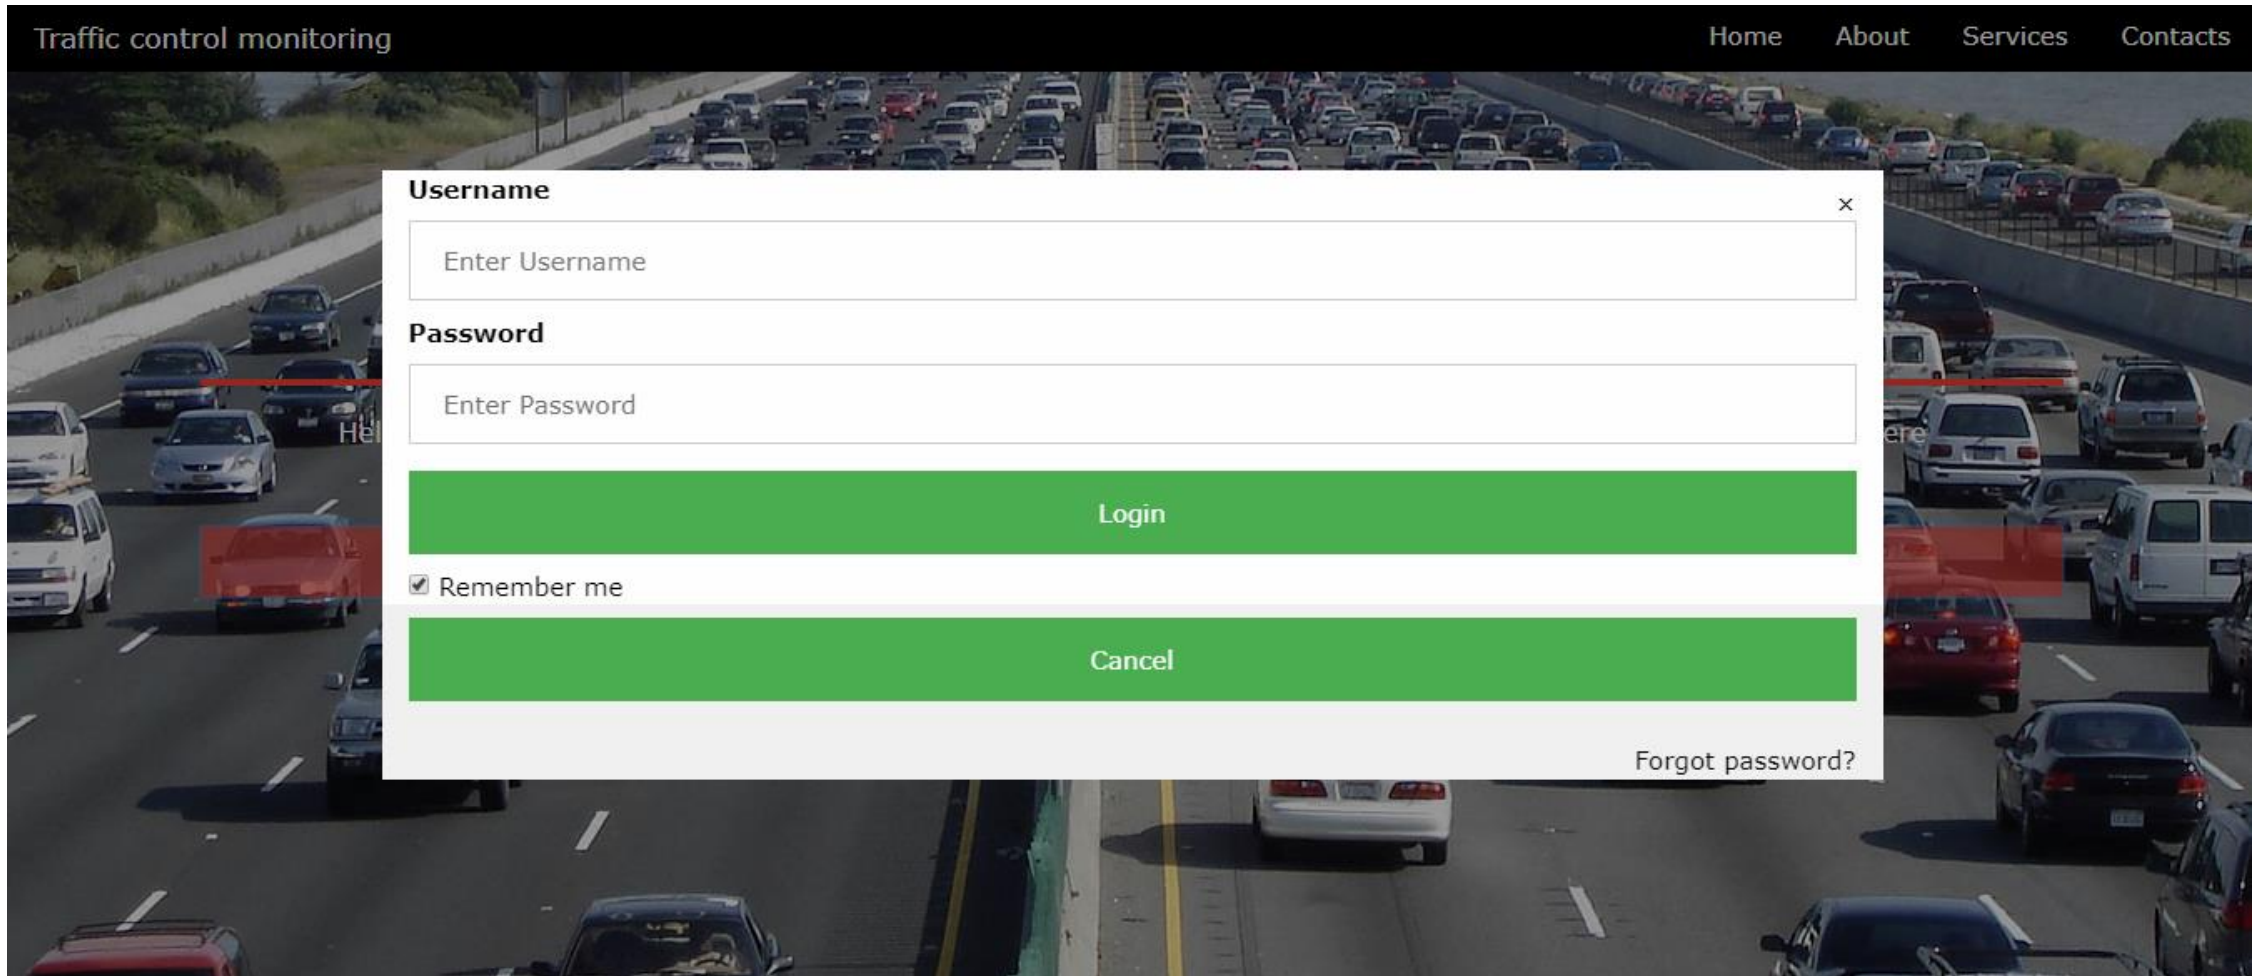 Traffic control monitoring
Home About Services Contacts
Username
×
Enter Username
Password
Enter Password
Login
Remember me
Cancel
Forgot password?